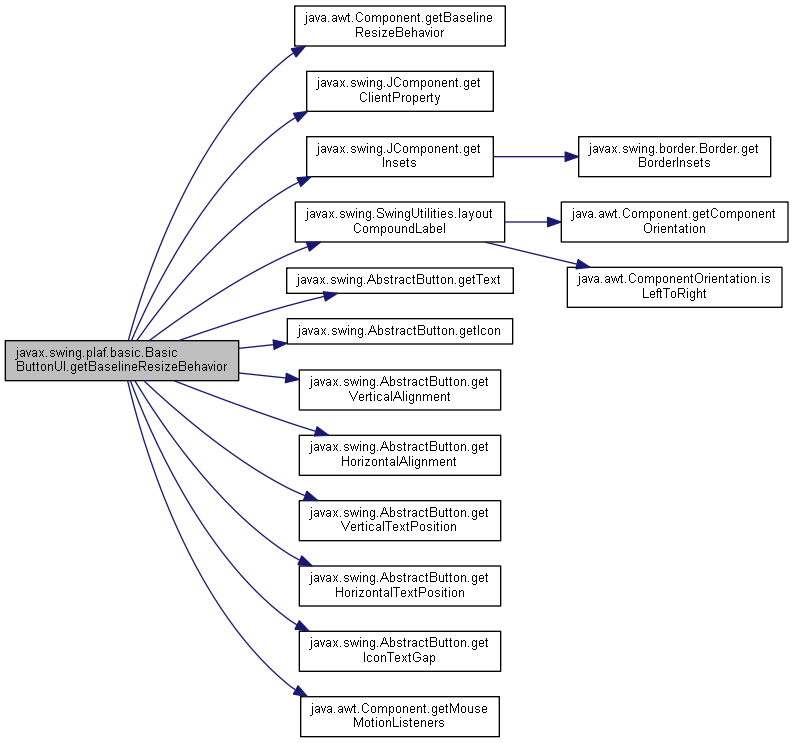 java.awt.Component.getBaseline
ResizeBehavior
javax.swing.JComponent.get
ClientProperty
javax.swing.JComponent.get
Insets
javax.swing.border.Border.get
BorderInsets
javax.swing.SwingUtilities.layout
CompoundLabel
java.awt.Component.getComponent
Orientation
java.awt.ComponentOrientation.is
LeftToRight
javax.swing.AbstractButton.getText
javax.swing.AbstractButton.getIcon
javax.swing.plaf.basic.Basic
ButtonUI.getBaselineResizeBehavior
javax.swing.AbstractButton.get
VerticalAlignment
javax.swing.AbstractButton.get
HorizontalAlignment
javax.swing.AbstractButton.get
VerticalTextPosition
javax.swing.AbstractButton.get
HorizontalTextPosition
javax.swing.AbstractButton.get
IconTextGap
java.awt.Component.getMouse
MotionListeners